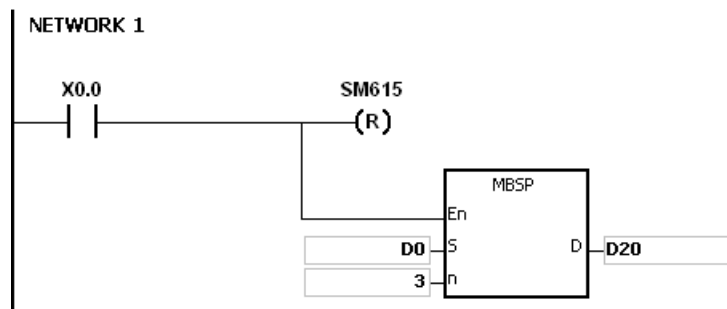 NETWORK 1
X0.0
SM615
R
MBSP
En
D0 S D D20
3 n